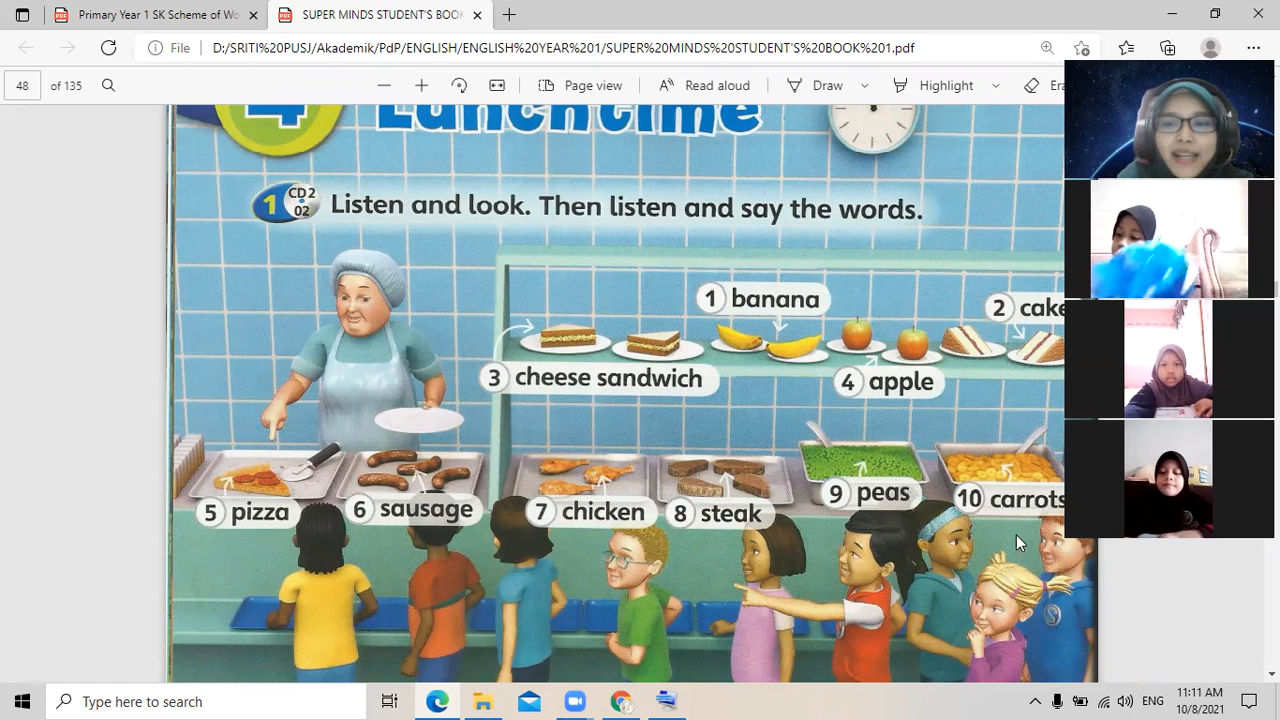 Primary Year 1 SK Scheme of Wo
SUPER MINDS STUDENT'S BOOK
File
D:/SRITI%20PUSJ/Akademik/PdP/ENGLISH/ENGLISH%20YEAR%201/SUPER%20MINDS%20STUDENT'S%20BOOK%201.pdf
48 of 135
Page view
Read aloud
Draw
Highlight
Era
4 Lunchtime
1 CD2 02 Listen and look. Then listen and say the words.
1 banana
2 cake
3 cheese sandwich
4 apple
5 pizza
6 sausage
7 chicken
8 steak
9 peas
10 carrots
Type here to search
ENG
11:11 AM
10/8/2021